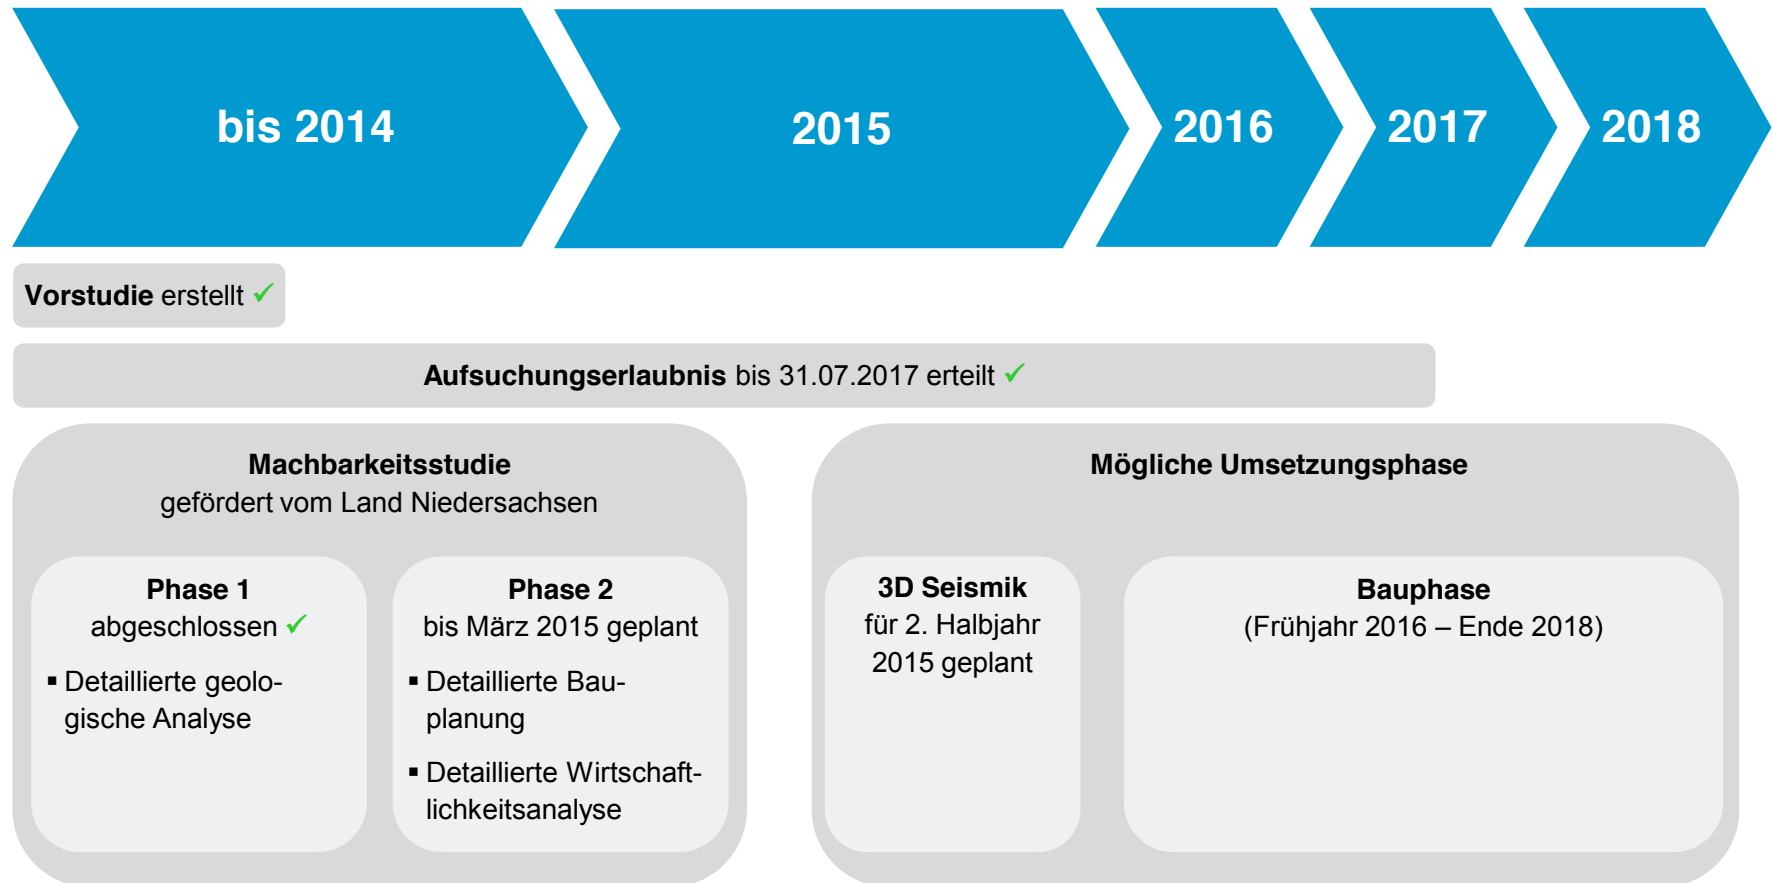 bis 2014
2015
2016
2017
2018
Vorstudie erstellt ✓
Aufsuchungserlaubnis bis 31.07.2017 erteilt ✓
Machbarkeitsstudie
gefördert vom Land Niedersachsen
Phase 1
abgeschlossen ✓
▪ Detaillierte geolo-
gische Analyse
Phase 2
bis März 2015 geplant
▪ Detaillierte Bau-
planung
▪ Detaillierte Wirtschaft-
lichkeitsanalyse
Mögliche Umsetzungsphase
3D Seismik
für 2. Halbjahr
2015 geplant
Bauphase
(Frühjahr 2016 – Ende 2018)